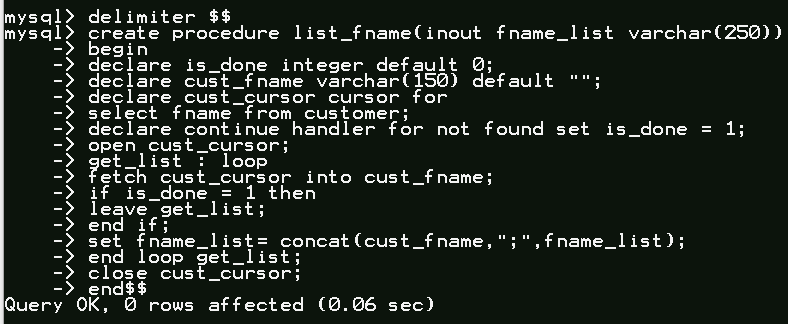 mysql> delimiter $$
mysql> create procedure list_fname(inout fname_list varchar(250))
    -> begin
    -> declare is_done integer default 0;
    -> declare cust_fname varchar(150) default "";
    -> declare cust_cursor cursor for
    -> select fname from customer;
    -> declare continue handler for not found set is_done = 1;
    -> open cust_cursor;
    -> get_list : loop
    -> fetch cust_cursor into cust_fname;
    -> if is_done = 1 then
    -> leave get_list;
    -> end if;
    -> set fname_list= concat(cust_fname,";",fname_list);
    -> end loop get_list;
    -> close cust_cursor;
    -> end$$
Query OK, 0 rows affected (0.06 sec)